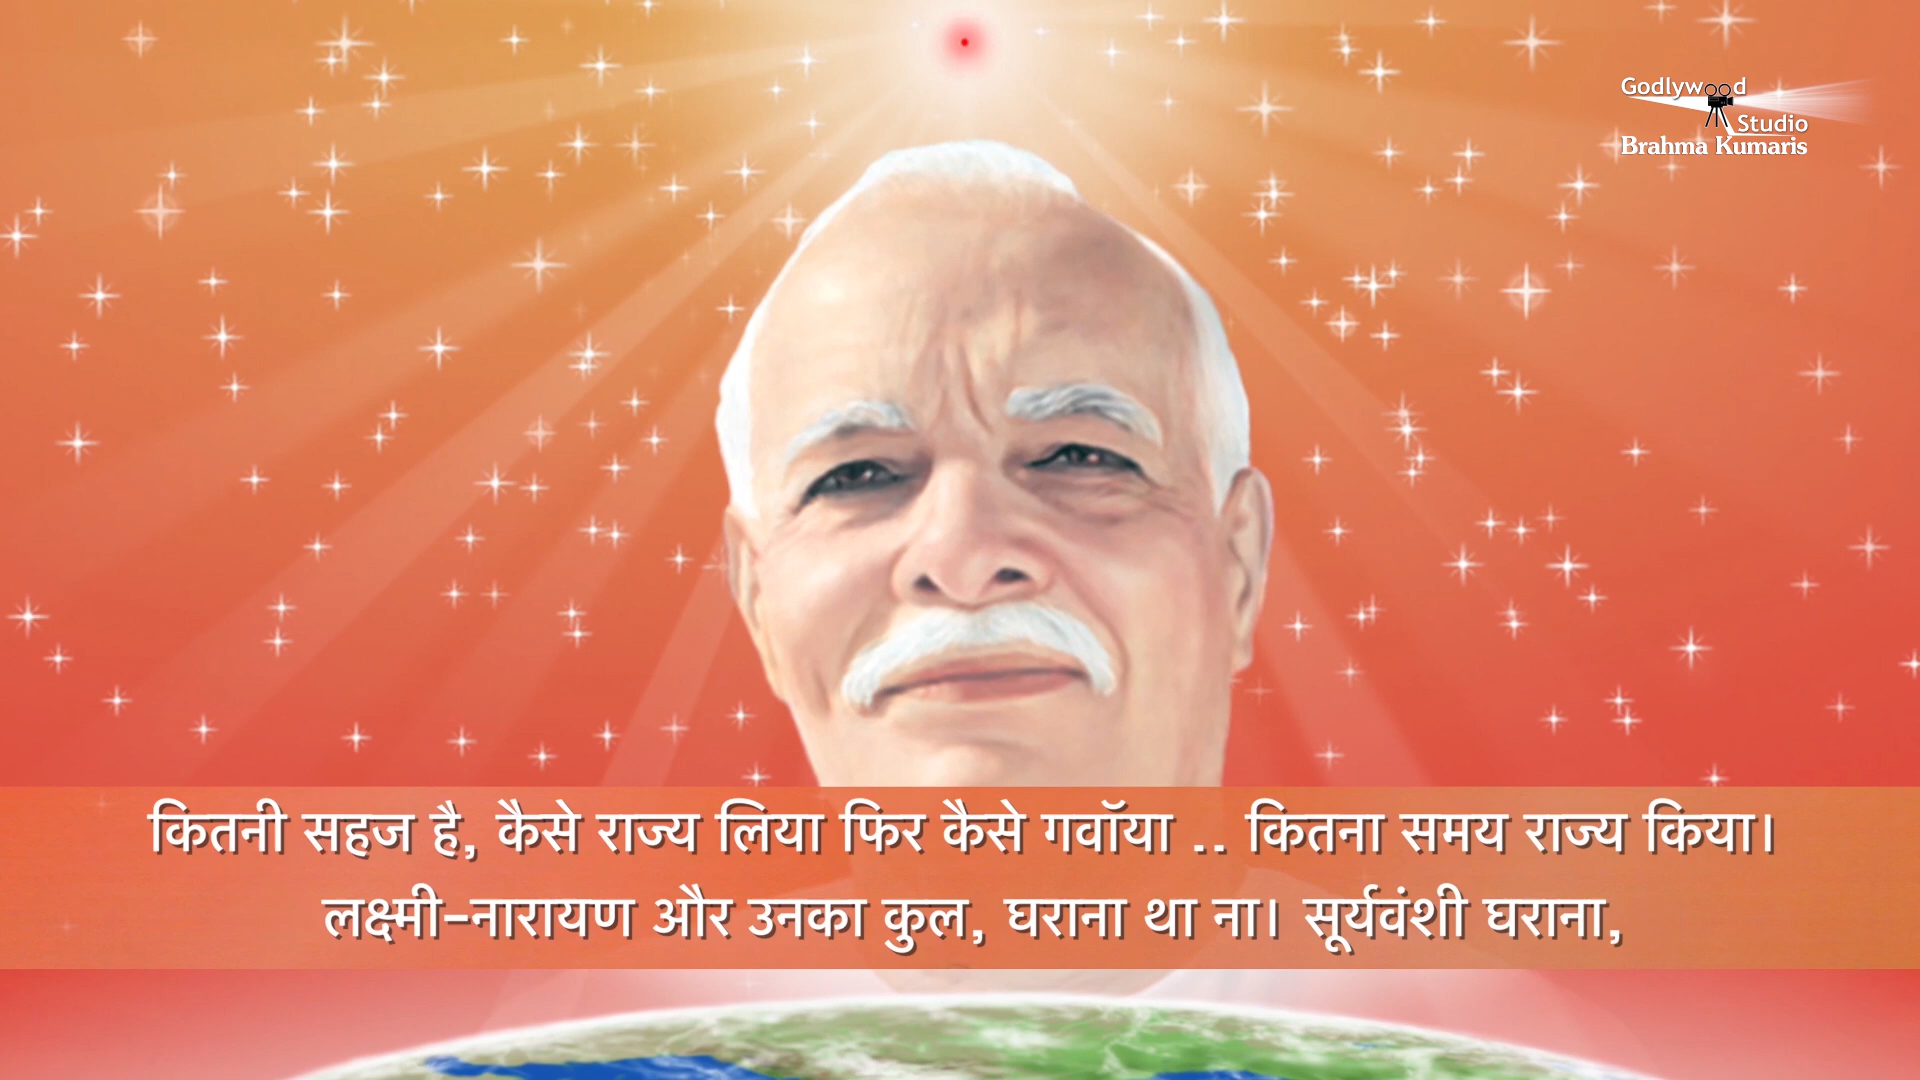 Godlywood
Studio
Brahma Kumaris
कितनी सहज है, कैसे राज्य लिया फिर कैसे गवॉया .. कितना समय राज्य किया।
लक्ष्मी-नारायण और उनका कुल, घराना था ना। सूर्यवंशी घराना,